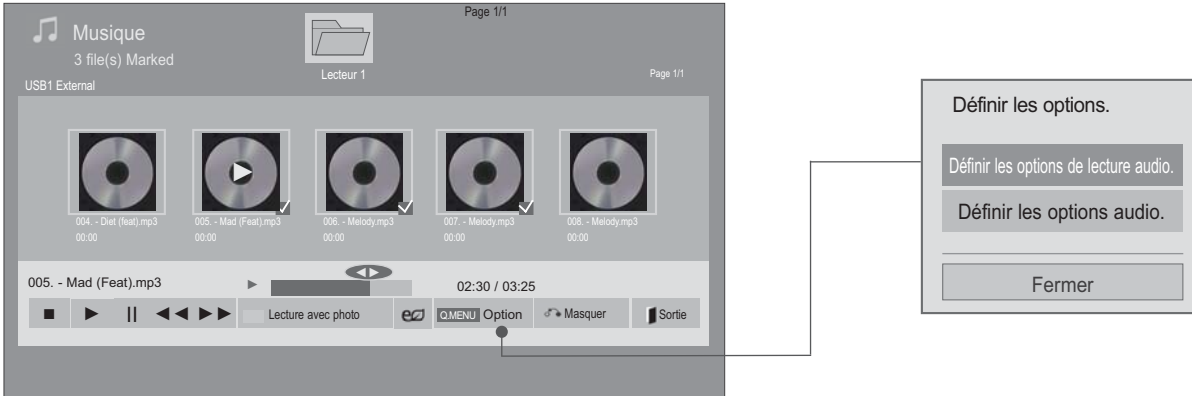 Page 1/1
Musique
3 file(s) Marked
Lecteur 1
Page 1/1
USB1 External
004. - Diet (feat).mp3
00:00
005. - Mad (Feat).mp3
00:00
006. - Melody.mp3
00:00
007. - Melody.mp3
00:00
008. - Melody.mp3
00:00
005. - Mad (Feat).mp3
02:30 / 03:25
Lecture avec photo
Q.MENU Option
Masquer
Sortie
Définir les options.
Définir les options de lecture audio.
Définir les options audio.
Fermer